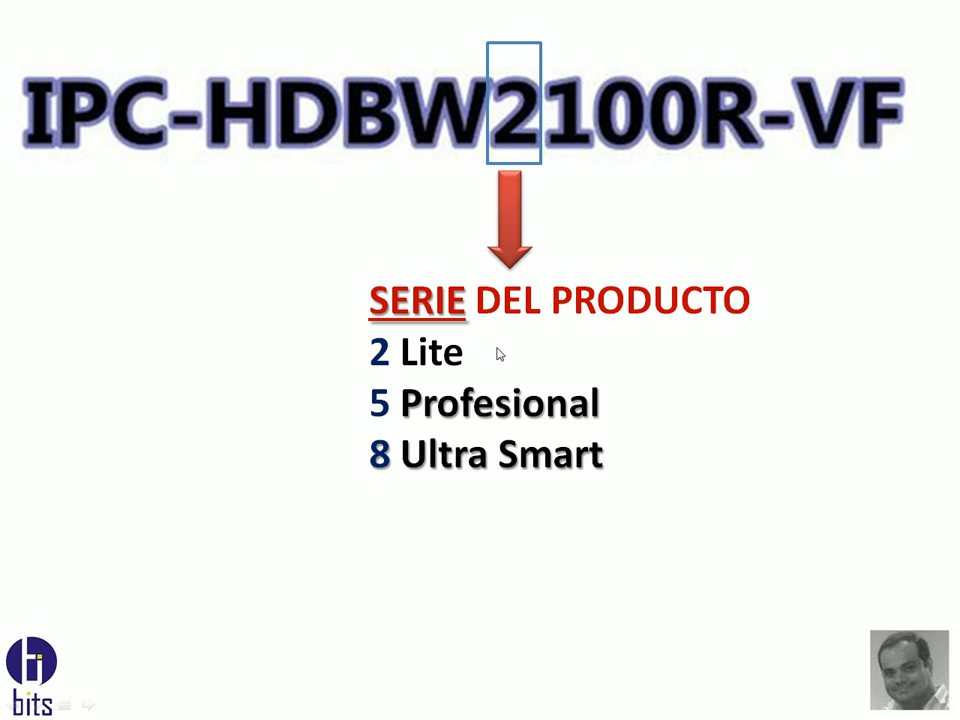 IPC-HDBW2100R-VF
SERIE DEL PRODUCTO
2 Lite
5 Profesional
8 Ultra Smart
bits